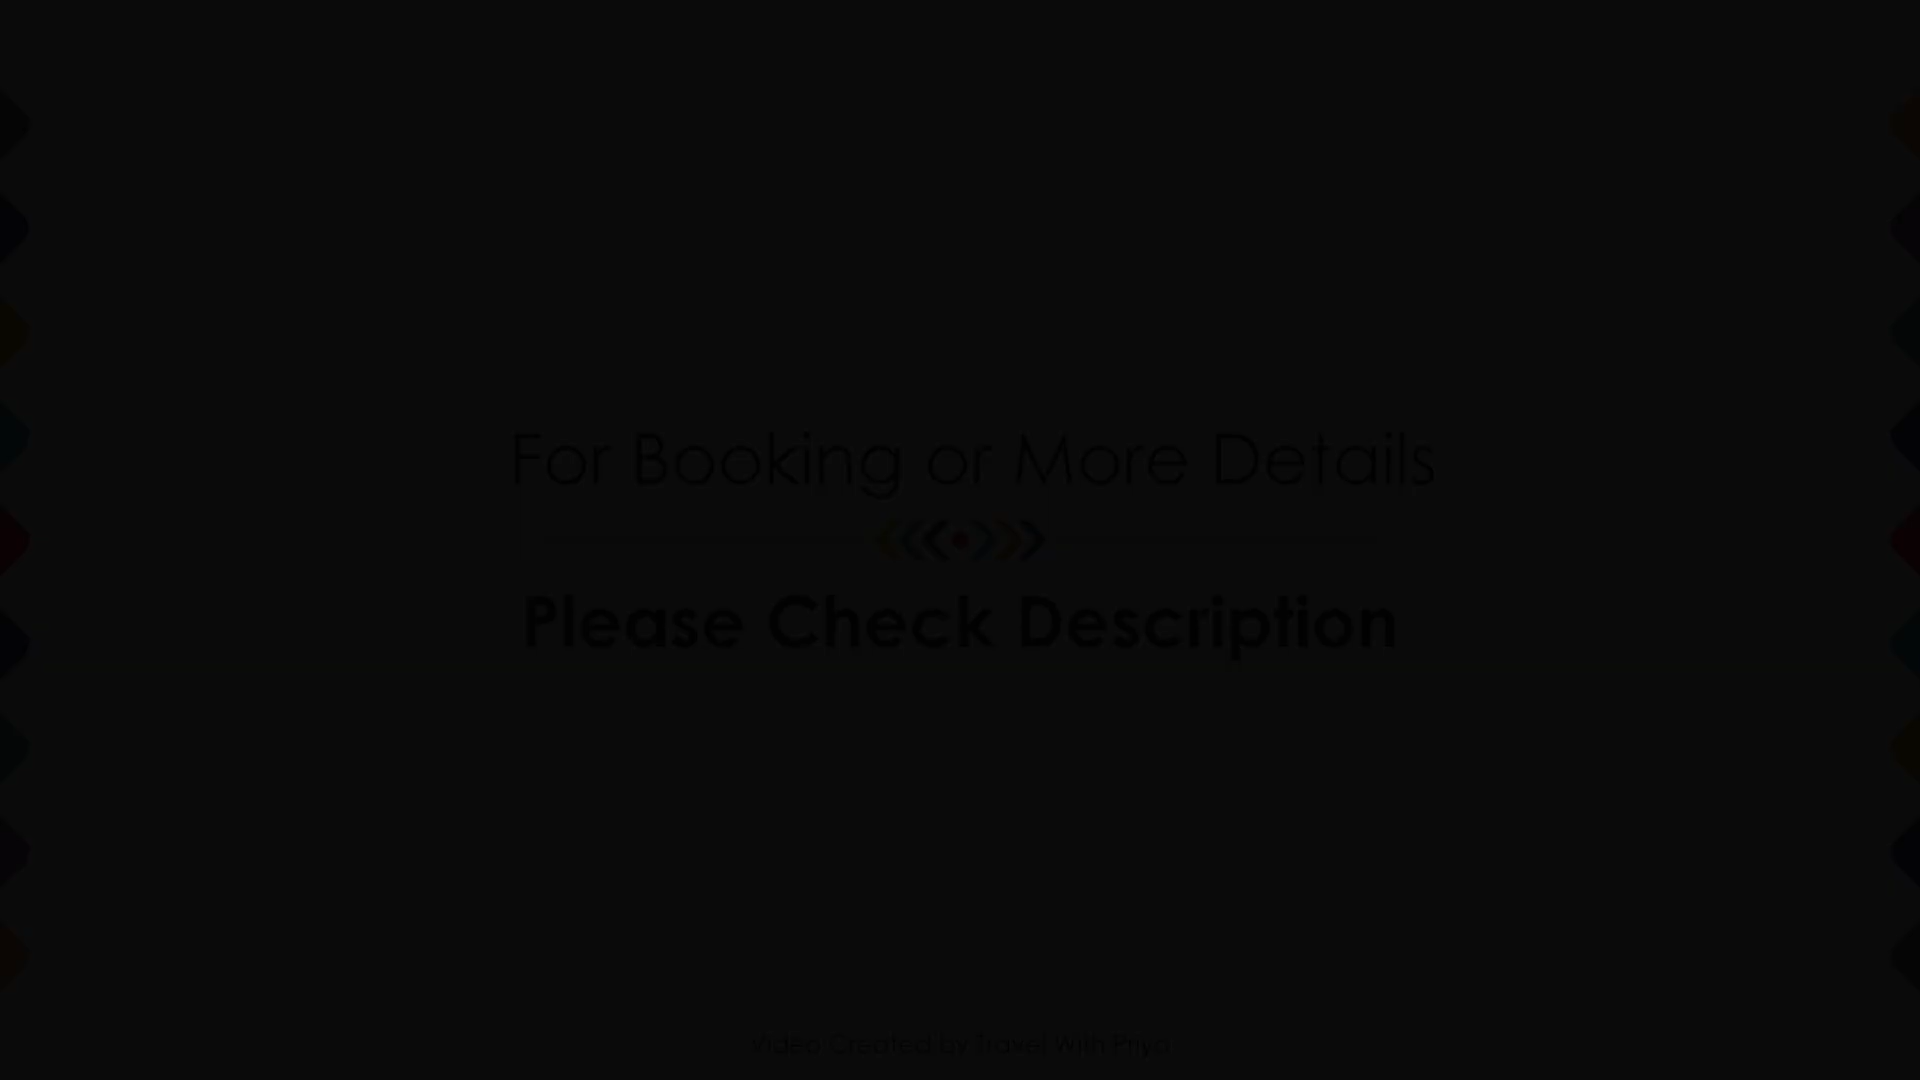 For Booking or More Details
Please Check Description
Video Created by Travel With Priya